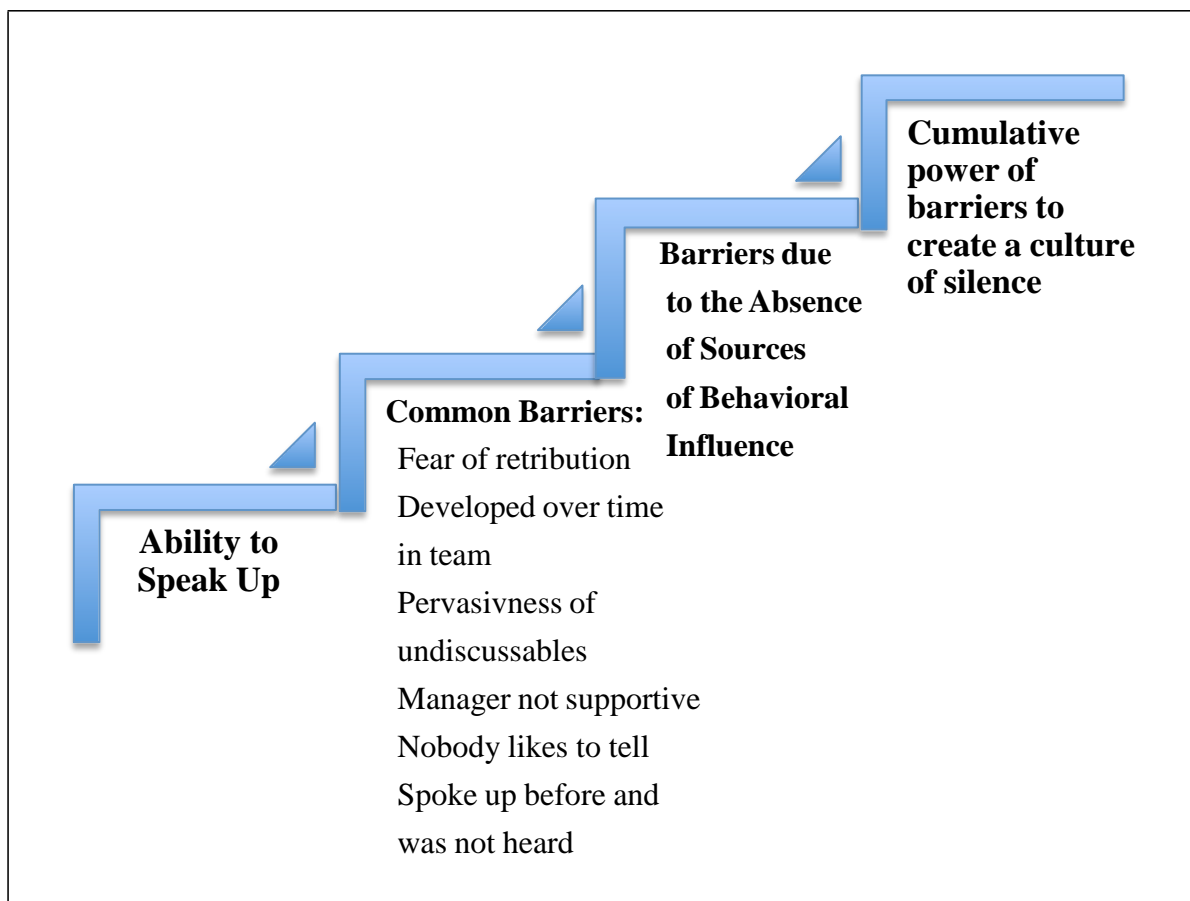 Ability to
Speak Up
Common Barriers:
Fear of retribution
Developed over time
in team
Pervasivness of
undiscussables
Manager not supportive
Nobody likes to tell
Spoke up before and
was not heard
Barriers due
to the Absence
of Sources
of Behavioral
Influence
Cumulative
power of
barriers to
create a culture
of silence